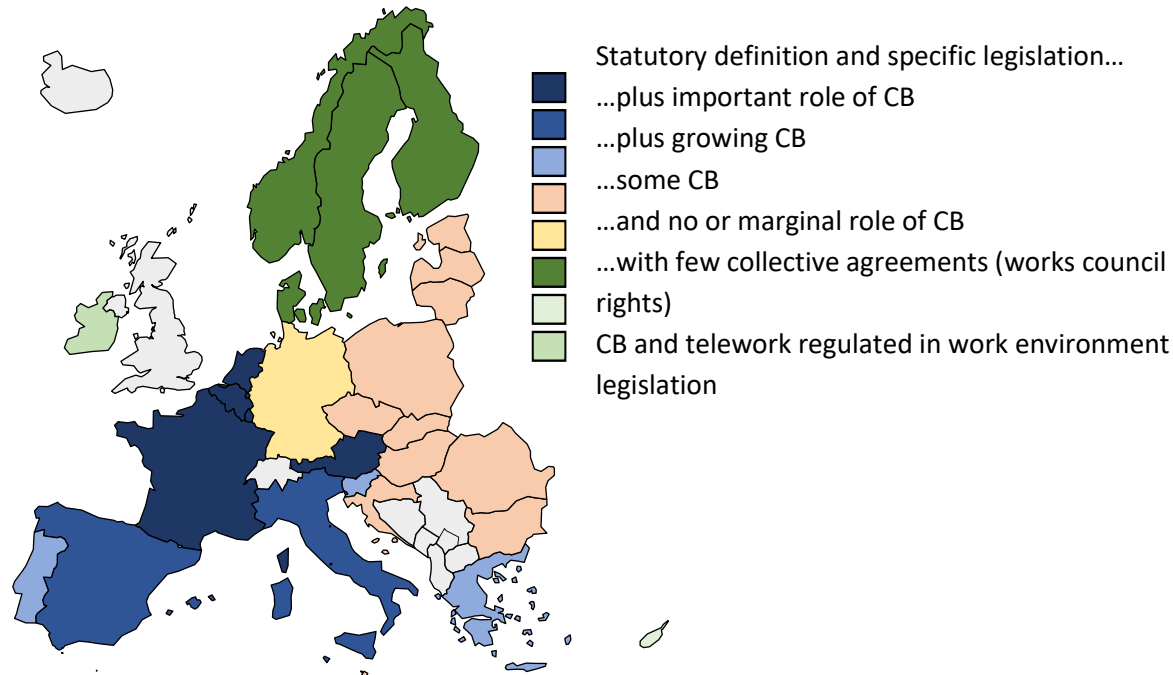 Statutory definition and specific legislation…
…plus important role of CB
…plus growing CB
…some CB
…and no or marginal role of CB
…with few collective agreements (works council
rights)
CB and telework regulated in work environment
legislation